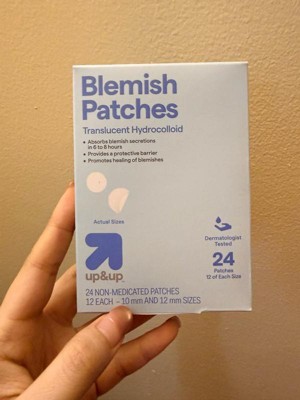 Blemish
Patches
Translucent Hydrocolloid
• Absorbs blemish secretions
in 6 to 8 hours
• Provides a protective barrier
• Promotes healing of blemishes
Actual Sizes
up&up™
Dermatologist
Tested
24
Patches
12 of Each Size
24 NON-MEDICATED PATCHES
12 EACH – 10 mm AND 12 mm SIZES